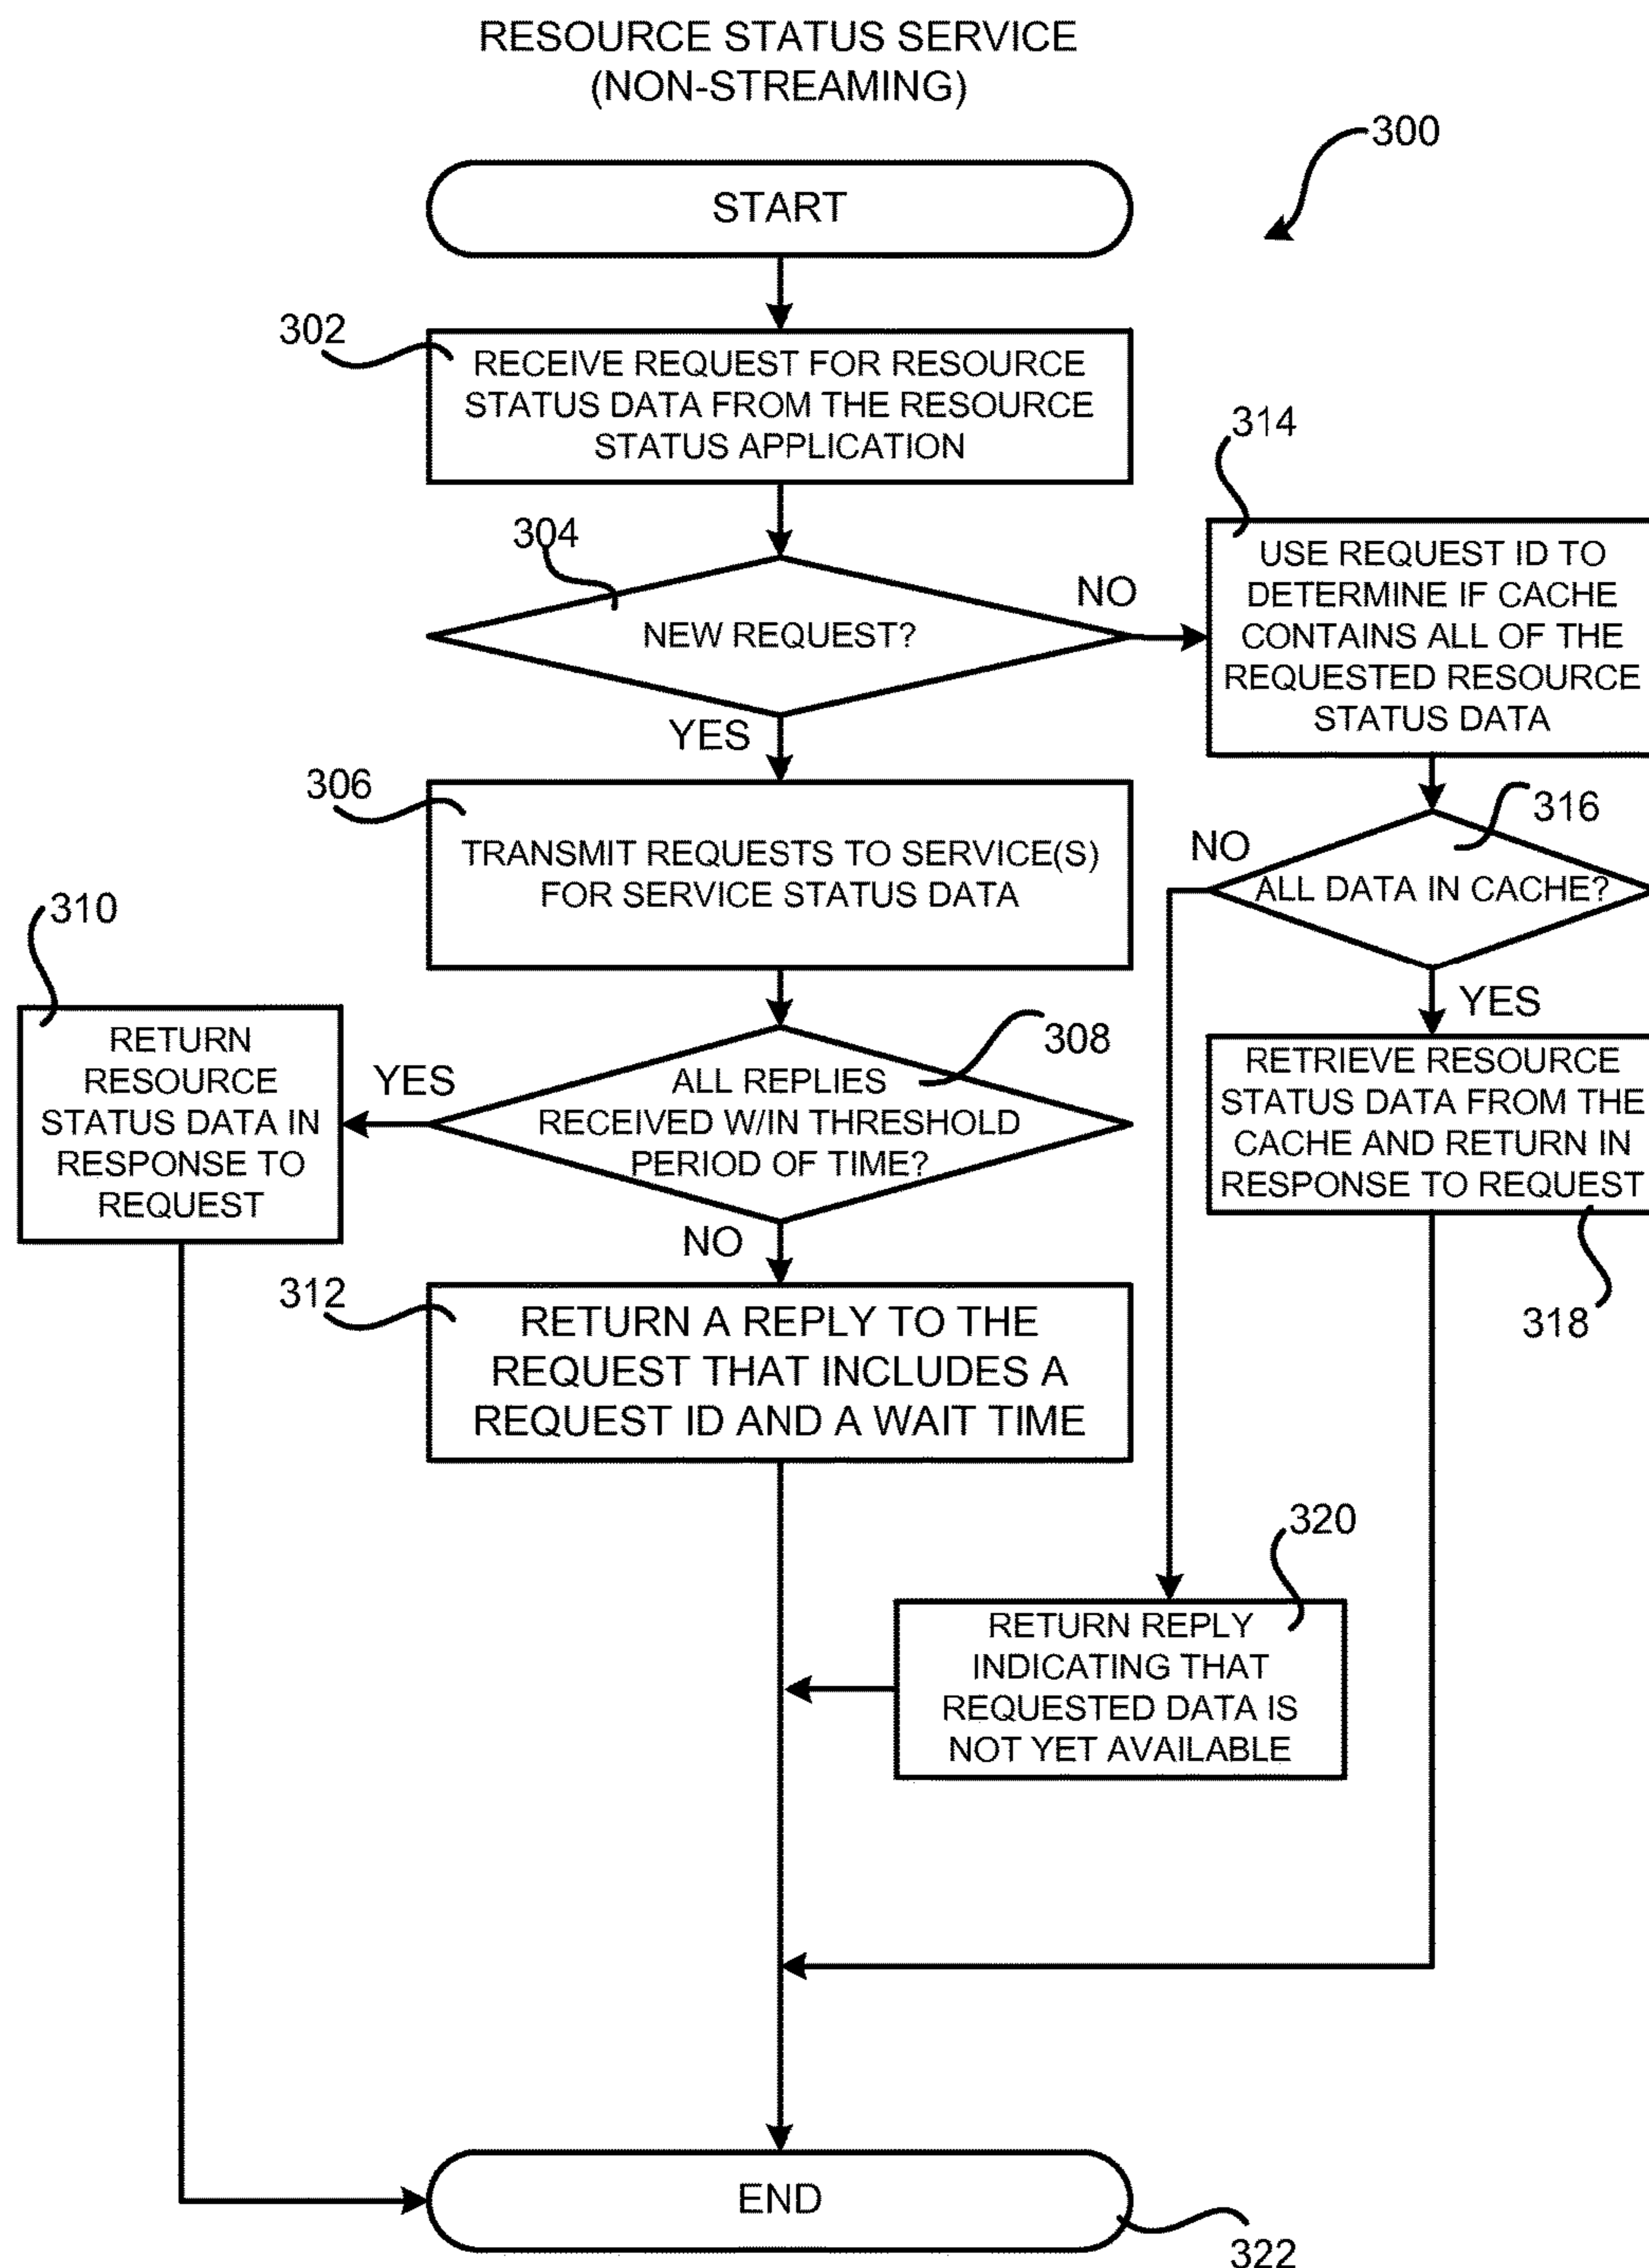 RESOURCE STATUS SERVICE
(NON-STREAMING)
300
START
302
RECEIVE REQUEST FOR RESOURCE
STATUS DATA FROM THE RESOURCE
STATUS APPLICATION
304
NEW REQUEST?
NO
YES
314
USE REQUEST ID TO
DETERMINE IF CACHE
CONTAINS ALL OF THE
REQUESTED RESOURCE
STATUS DATA
306
TRANSMIT REQUESTS TO SERVICE(S)
FOR SERVICE STATUS DATA
316
NO
ALL DATA IN CACHE?
YES
310
RETURN
RESOURCE
STATUS DATA IN
RESPONSE TO
REQUEST
YES
308
ALL REPLIES
RECEIVED W/IN THRESHOLD
PERIOD OF TIME?
NO
RETRIEVE RESOURCE
STATUS DATA FROM THE
CACHE AND RETURN IN
RESPONSE TO REQUEST
318
312
RETURN A REPLY TO THE
REQUEST THAT INCLUDES A
REQUEST ID AND A WAIT TIME
320
RETURN REPLY
INDICATING THAT
REQUESTED DATA IS
NOT YET AVAILABLE
END
322